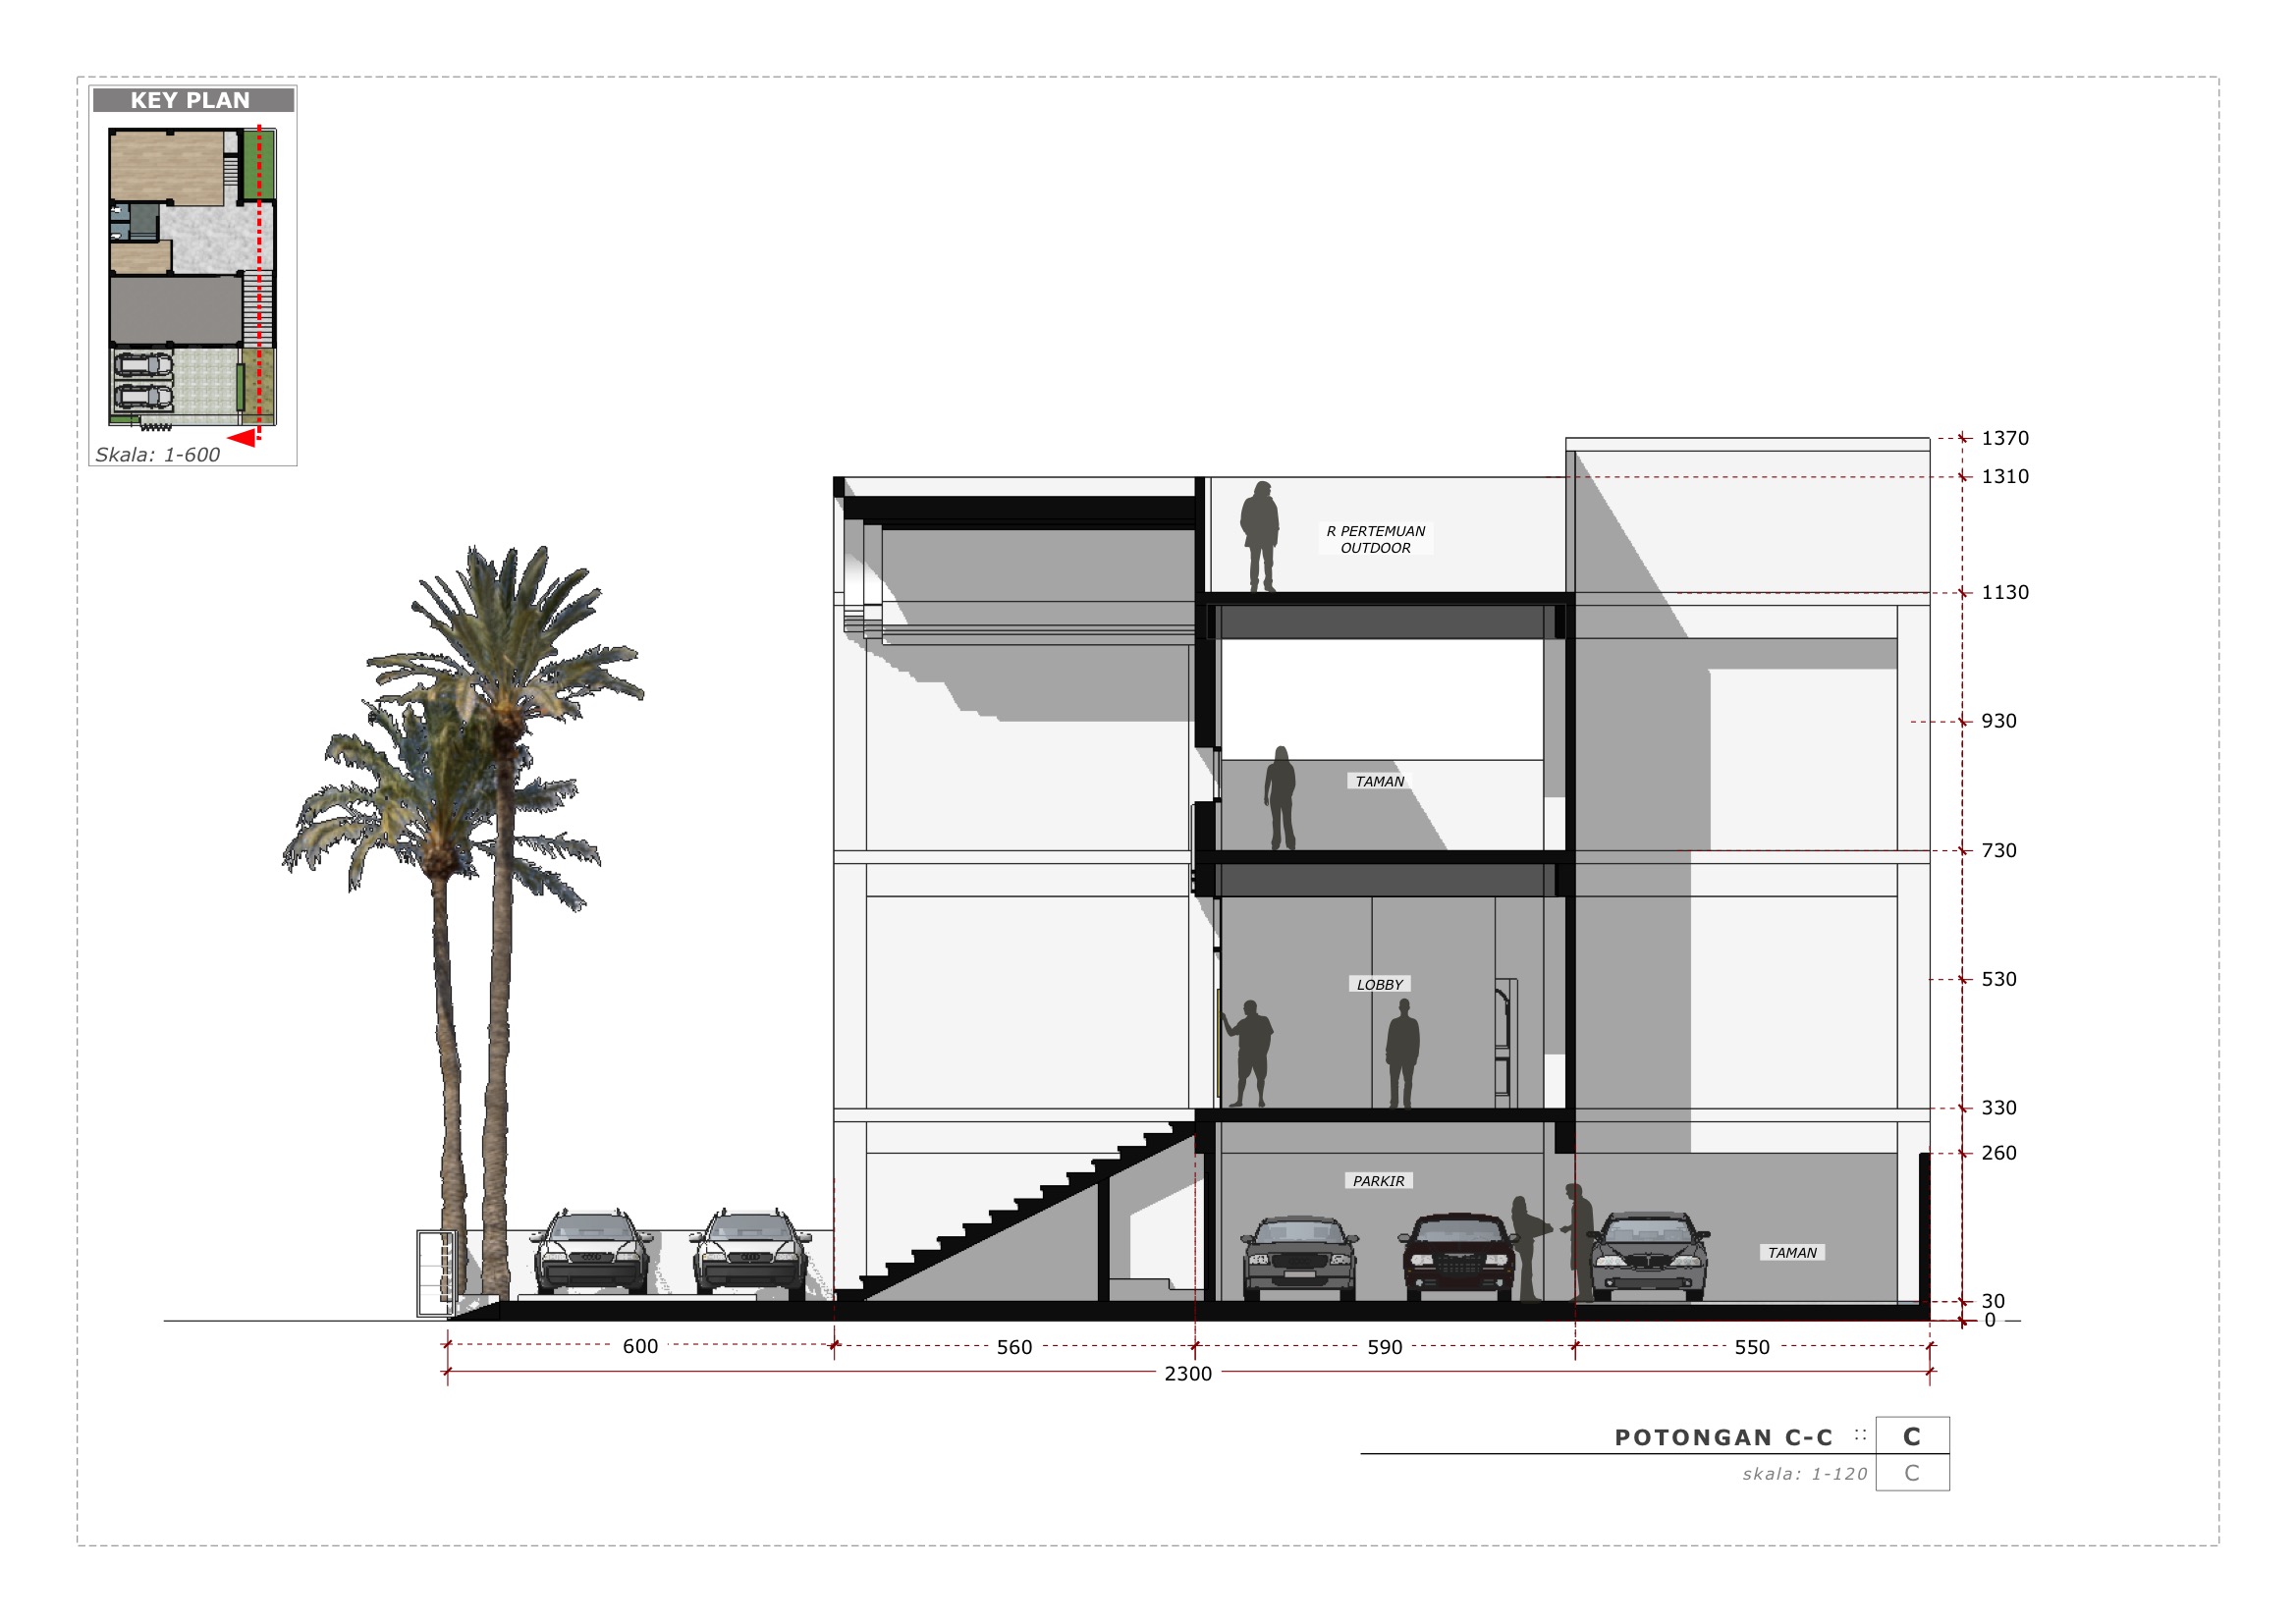 KEY PLAN
Skala: 1-600
1370
1310
R PERTEMUAN
OUTDOOR
1130
930
TAMAN
730
LOBBY
530
330
260
PARKIR
TAMAN
30
0
600
560
590
550
2300
POTONGAN C-C :: C
skala: 1-120 C